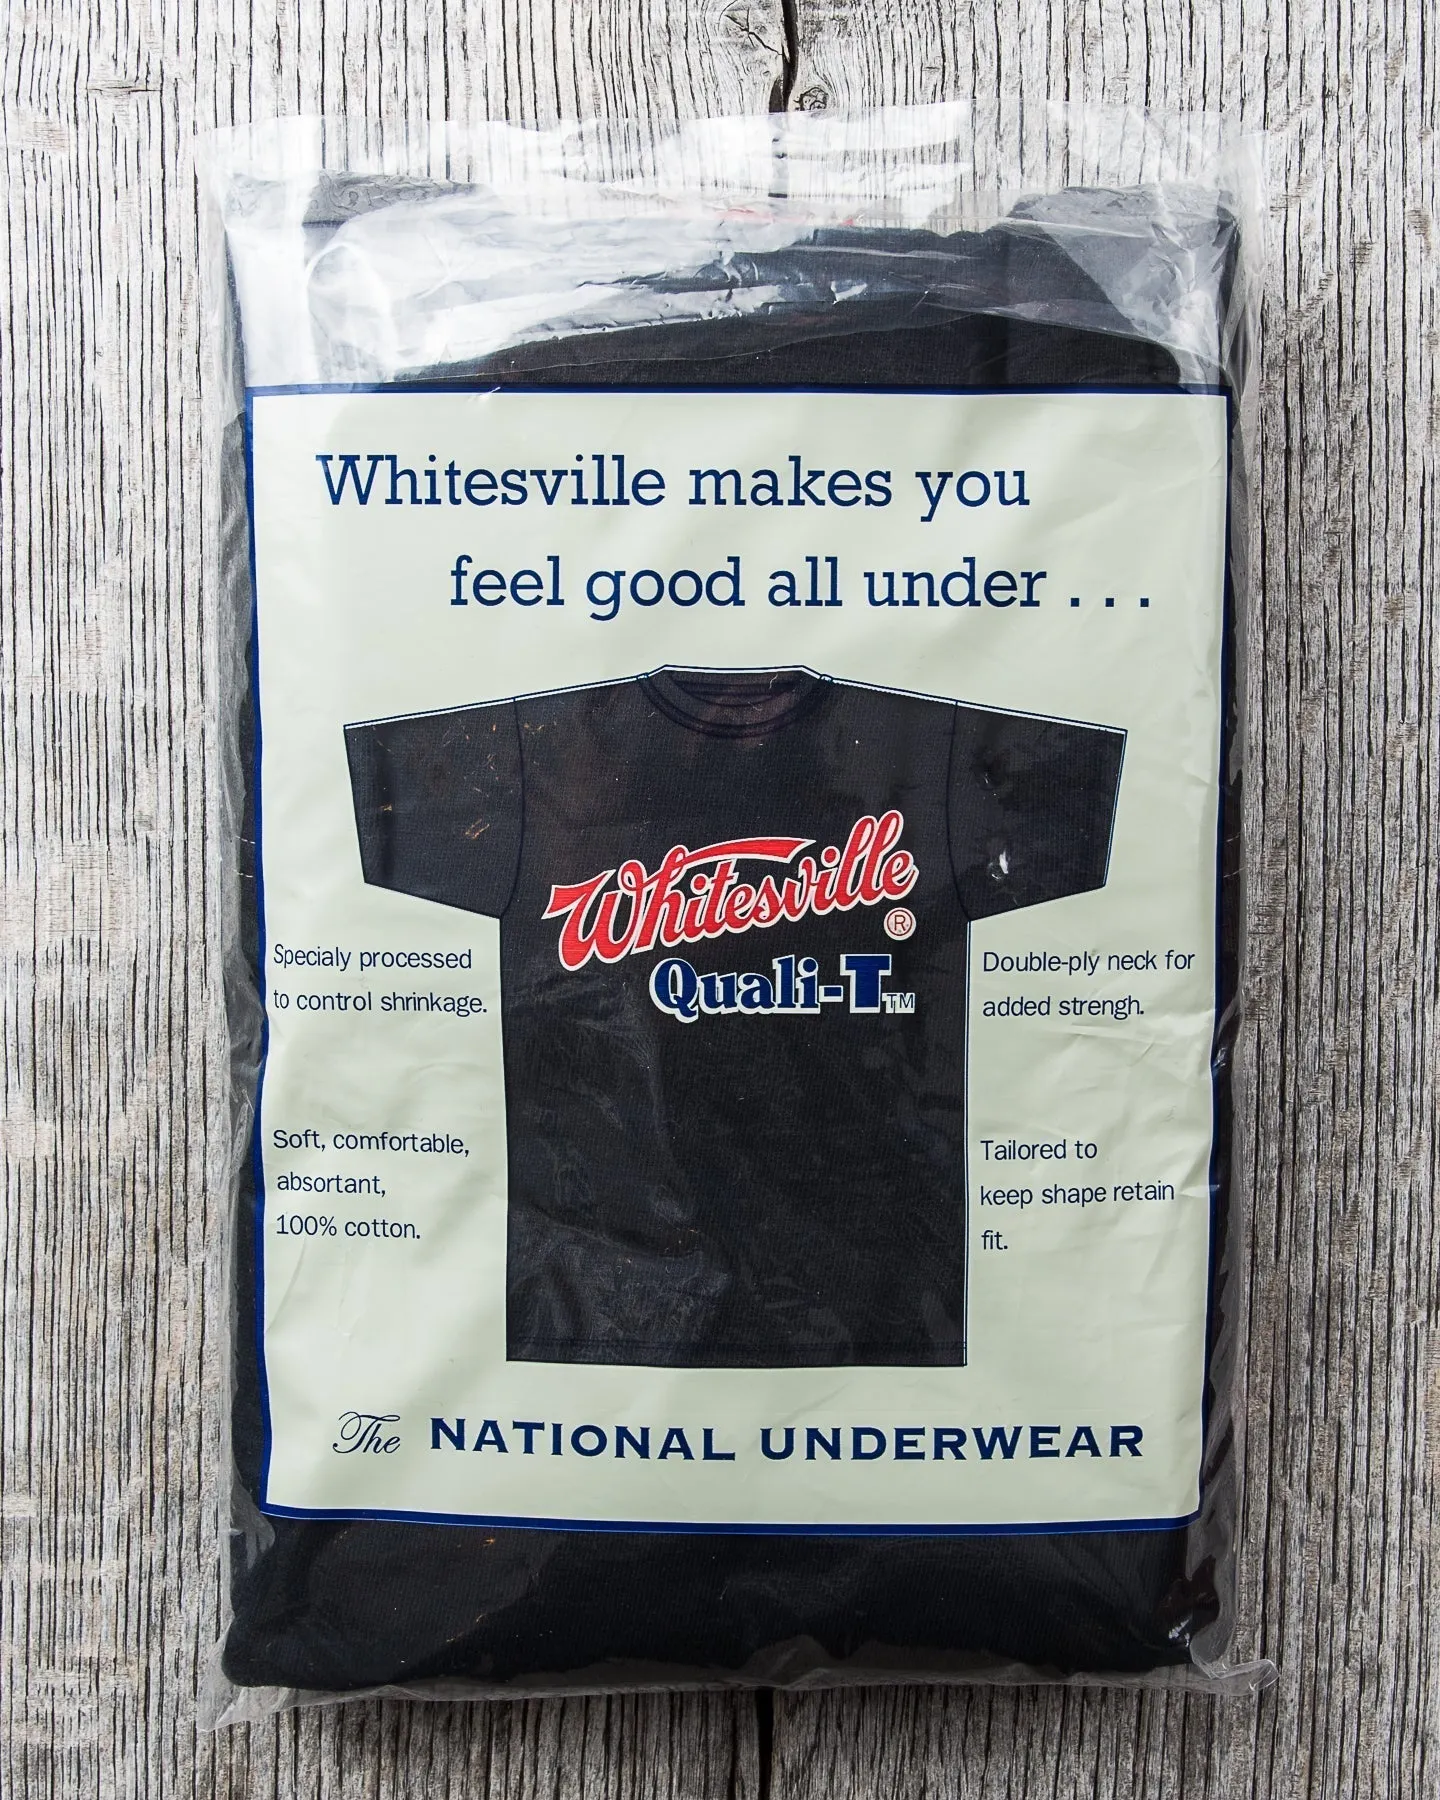 Whitesville makes you
feel good all under . . .
Whitesville ®
Quali-T™
Specialy processed
to control shrinkage.
Soft, comfortable,
absortant,
100% cotton.
Double-ply neck for
added strengh.
Tailored to
keep shape retain
fit.
The NATIONAL UNDERWEAR